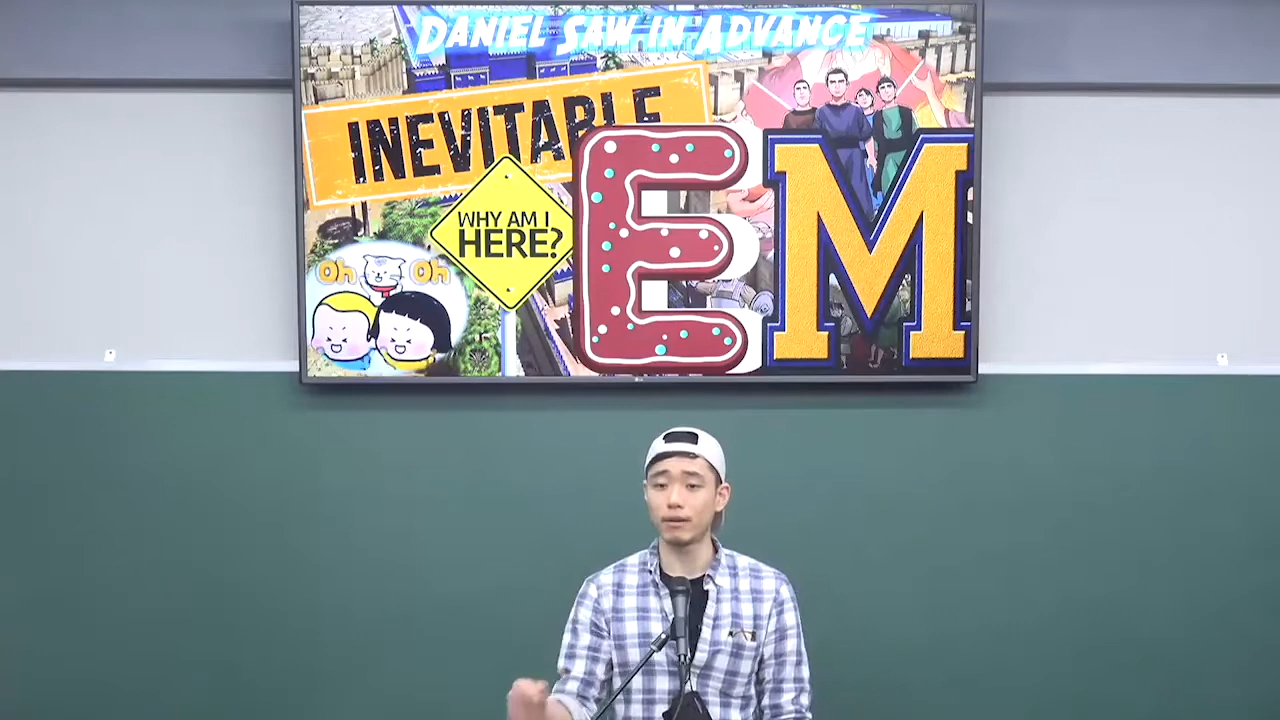 DANIEL SAW IN ADVANCE
INEVITABLE
WHY AM I
HERE?
Oh Oh
E M